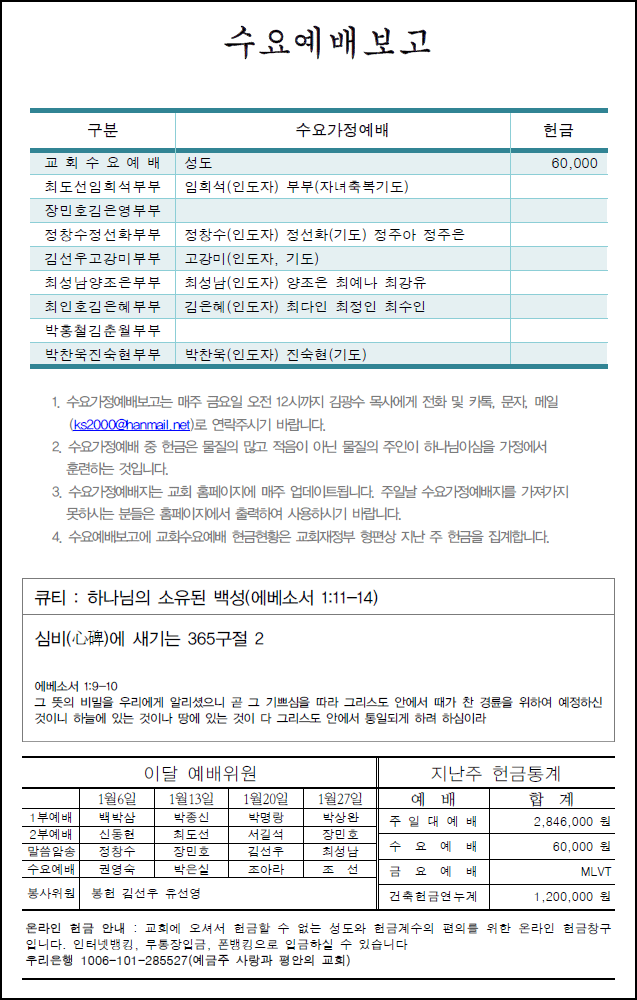 수요예배보고
구분 수요가정예배 헌금
교 회 수 요 예 배 성도 60,000
최도선임희석부부 임희석(인도자) 부부(자녀축복기도)
장민호김은영부부
정창수정선화부부 정창수(인도자) 정선화(기도) 정주아 정주은
김선우고강미부부 고강미(인도자, 기도)
최성남양조은부부 최성남(인도자) 양조은 최예나 최강유
최인호김은혜부부 김은혜(인도자) 최다인 최정인 최수인
박홍철김춘월부부
박찬욱진숙현부부 박찬욱(인도자) 진숙현(기도)
1. 수요가정예배보고는 매주 금요일 오전 12시까지 김광수 목사에게 전화 및 카톡, 문자, 메일
(ks2000@hanmail.net)로 연락주시기 바랍니다.
2. 수요가정예배 중 헌금은 물질의 많고 적음이 아닌 물질의 주인이 하나님이심을 가정에서
훈련하는 것입니다.
3. 수요가정예배지는 교회 홈페이지에 매주 업데이트됩니다. 주일날 수요가정예배지를 가져가지
못하시는 분들은 홈페이지에서 출력하여 사용하시기 바랍니다.
4. 수요예배보고에 교회수요예배 헌금현황은 교회재정부 형편상 지난 주 헌금을 집계합니다.
큐티 : 하나님의 소유된 백성(에베소서 1:11-14)
심비(心碑)에 새기는 365구절 2
에베소서 1:9-10
그 뜻의 비밀을 우리에게 알리셨으니 곧 그 기쁘심을 따라 그리스도 안에서 때가 찬 경륜을 위하여 예정하신
것이니 하늘에 있는 것이나 땅에 있는 것이 다 그리스도 안에서 통일되게 하려 하심이라
이달 예배위원
1월6일 1월13일 1월20일 1월27일
1부예배 백박삼 박종신 박명랑 박상완
2부예배 신동현 최도선 서길석 장민호
말씀암송 정창수 장민호 김선우 최성남
수요예배 권영숙 박은실 조아라 조 선
봉사위원 봉헌 김선우 유선영
지난주 헌금통계
예 배 합 계
주 일 대 예 배 2,846,000 원
수 요 예 배 60,000 원
금 요 예 배 MLVT
건축헌금연누계 1,200,000 원
온라인 헌금 안내 : 교회에 오셔서 헌금할 수 없는 성도와 헌금계수의 편의를 위한 온라인 헌금창구
입니다. 인터넷뱅킹, 무통장입금, 폰뱅킹으로 입금하실 수 있습니다
우리은행 1006-101-285527(예금주 사랑과 평안의 교회)